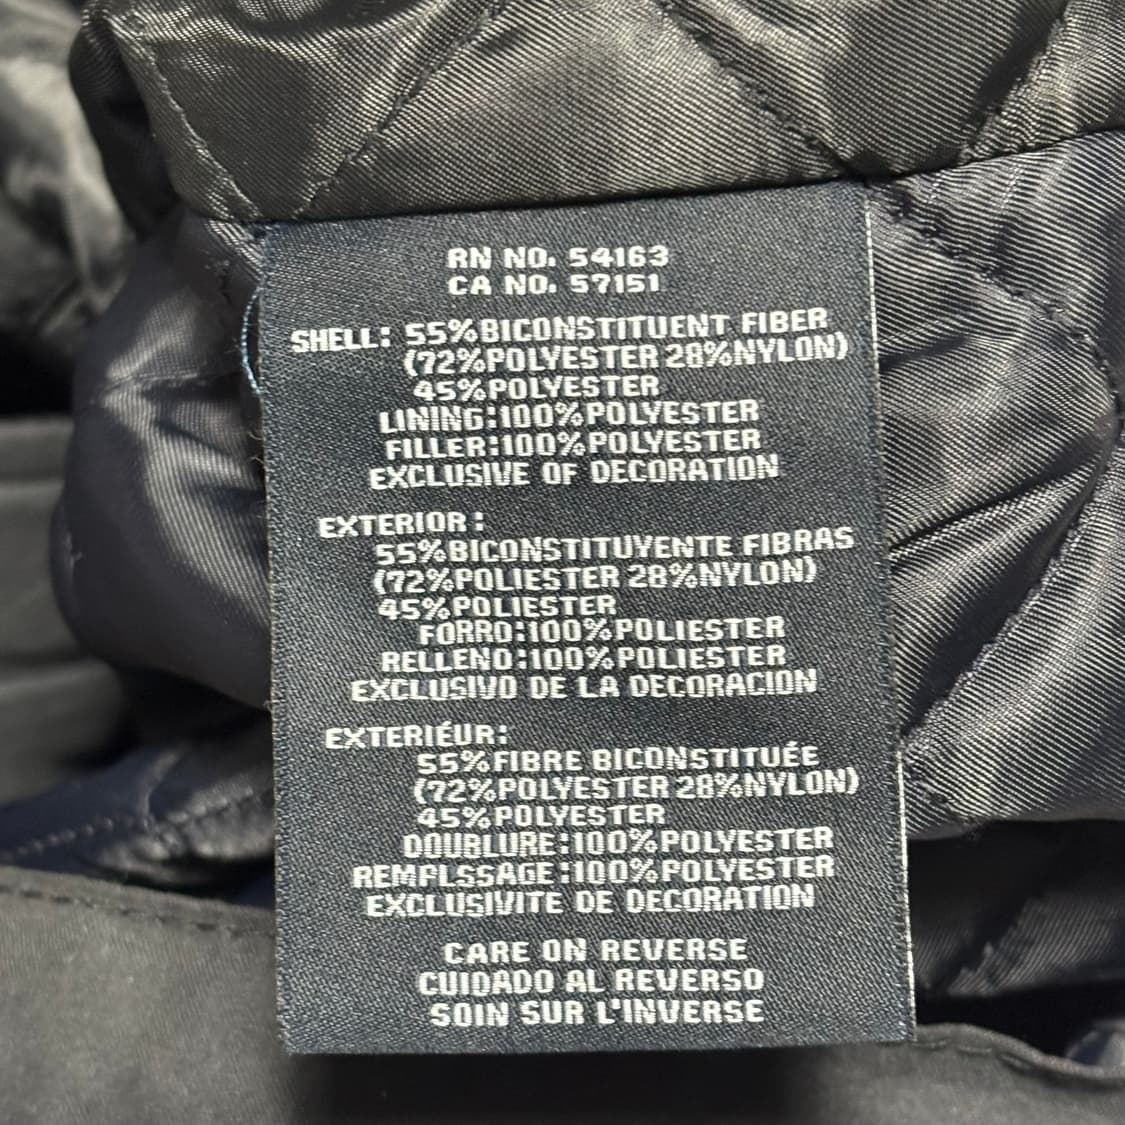 RN NO. 54163
CA NO. 57151
SHELL: 55%BICONSTITUENT FIBER
(72%POLYESTER 28%NYLON)
45%POLYESTER
LINING:100%POLYESTER
FILLER:100%POLYESTER
EXCLUSIVE OF DECORATION
EXTERIOR:
55%BICONSTITUYENTE FIBRAS
(72%POLIESTER 28%NYLON)
45%POLIESTER
FORRO:100%POLIESTER
RELLENO:100%POLIESTER
EXCLUSIVO DE LA DECORACION
EXTERIÉUR:
55%FIBRE BICONSTITUÉE
(72%POLYESTER 28%NYLON)
45%POLYESTER
DOUBLURE:100%POLYESTER
REMPLSSAGE:100%POLYESTER
EXCLUSIVITE DE DECORATION
CARE ON REVERSE
CUIDADO AL REVERSO
SOIN SUR L'INVERSE